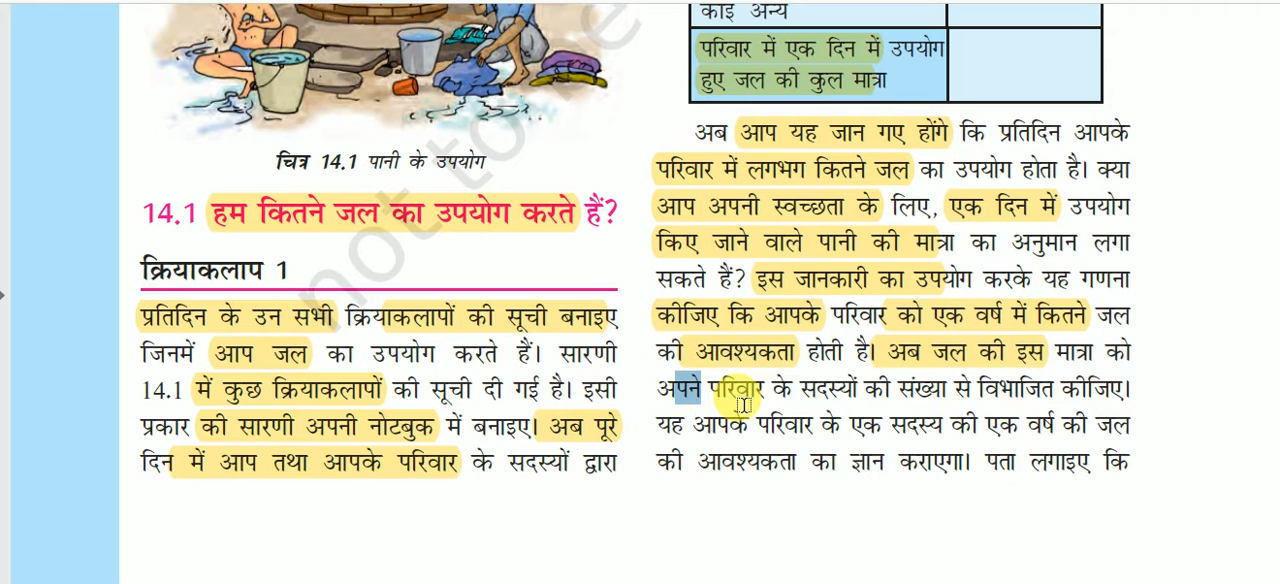 चित्र 14.1 पानी के उपयोग
14.1 हम कितने जल का उपयोग करते हैं?
क्रियाकलाप 1
प्रतिदिन के उन सभी क्रियाकलापों की सूची बनाइए
जिनमें आप जल का उपयोग करते हैं। सारणी
14.1 में कुछ क्रियाकलापों की सूची दी गई है। इसी
प्रकार की सारणी अपनी नोटबुक में बनाइए। अब पूरे
दिन में आप तथा आपके परिवार के सदस्यों द्वारा
कोई अन्य
परिवार में एक दिन में उपयोग
हुए जल की कुल मात्रा
अब आप यह जान गए होंगे कि प्रतिदिन आपके
परिवार में लगभग कितने जल का उपयोग होता है। क्या
आप अपनी स्वच्छता के लिए, एक दिन में उपयोग
किए जाने वाले पानी की मात्रा का अनुमान लगा
सकते हैं? इस जानकारी का उपयोग करके यह गणना
कीजिए कि आपके परिवार को एक वर्ष में कितने जल
की आवश्यकता होती है। अब जल की इस मात्रा को
अपने परिवार के सदस्यों की संख्या से विभाजित कीजिए।
यह आपके परिवार के एक सदस्य की एक वर्ष की जल
की आवश्यकता का ज्ञान कराएगा। पता लगाइए कि
not to be